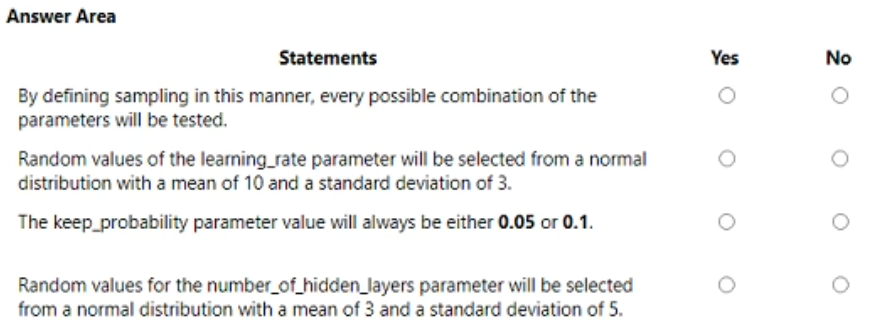 Answer Area
Statements Yes No
By defining sampling in this manner, every possible combination of the
parameters will be tested.
Random values of the learning_rate parameter will be selected from a normal
distribution with a mean of 10 and a standard deviation of 3.
The keep_probability parameter value will always be either 0.05 or 0.1.
Random values for the number_of_hidden_layers parameter will be selected
from a normal distribution with a mean of 3 and a standard deviation of 5.